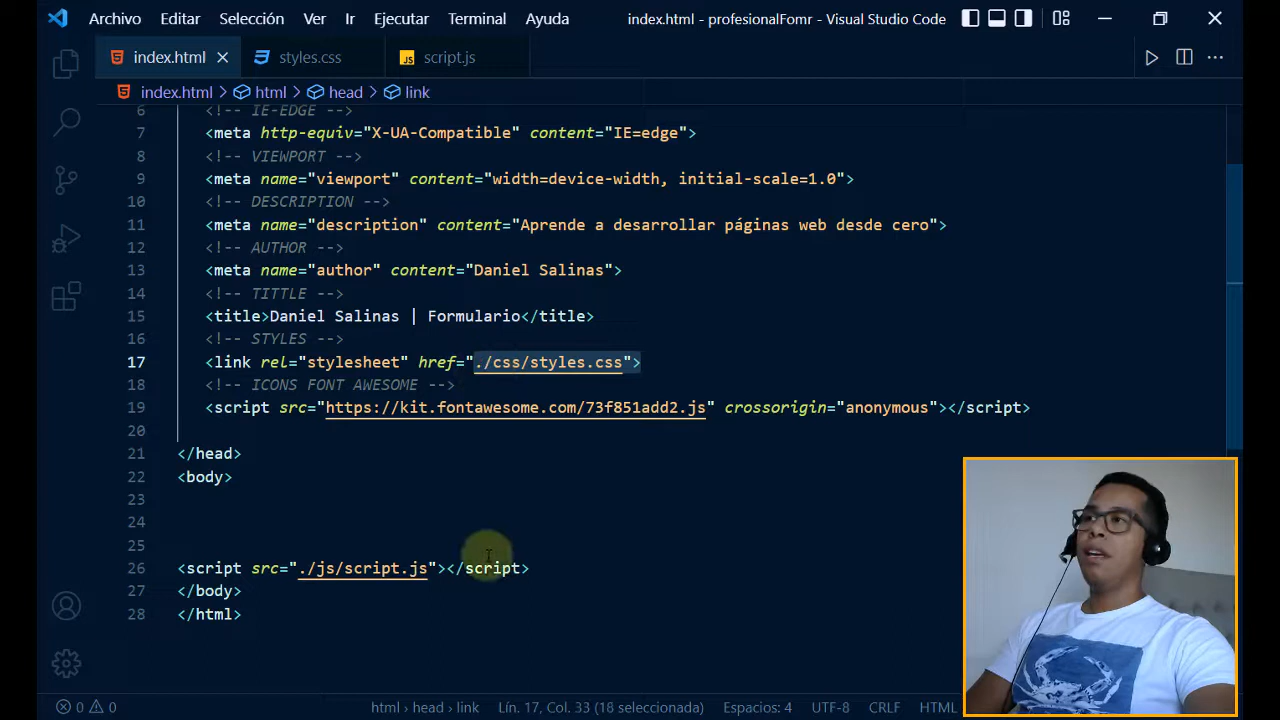 Archivo Editar Selección Ver Ir Ejecutar Terminal Ayuda index.html - profesionalFomr - Visual Studio Code
index.html styles.css JS script.js
index.html > html > head > link
6 <!-- IE-EDGE -->
7 <meta http-equiv="X-UA-Compatible" content="IE=edge">
8 <!-- VIEWPORT -->
9 <meta name="viewport" content="width=device-width, initial-scale=1.0">
10 <!-- DESCRIPTION -->
11 <meta name="description" content="Aprende a desarrollar páginas web desde cero">
12 <!-- AUTHOR -->
13 <meta name="author" content="Daniel Salinas">
14 <!-- TITTLE -->
15 <title>Daniel Salinas | Formulario</title>
16 <!-- STYLES -->
17 <link rel="stylesheet" href="./css/styles.css">
18 <!-- ICONS FONT AWESOME -->
19 <script src="https://kit.fontawesome.com/73f851add2.js" crossorigin="anonymous"></script>
20
21 </head>
22 <body>
23
24
25
26 <script src="./js/script.js"></script>
27 </body>
28 </html>
0 0 html > head > link Lín. 17, Col. 33 (18 seleccionada) Espacios: 4 UTF-8 CRLF HTML